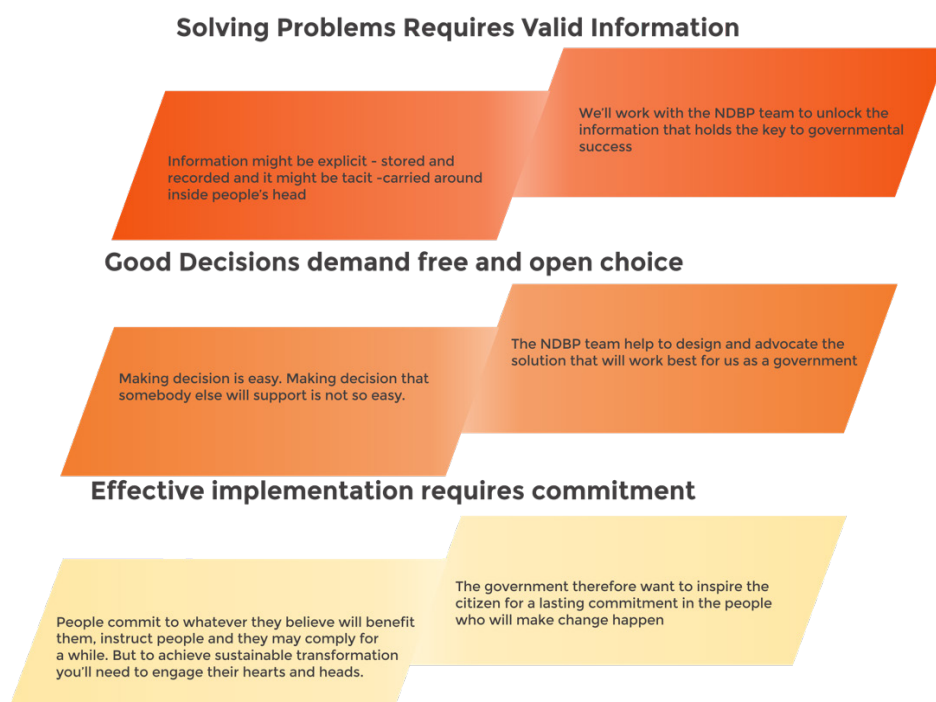 Solving Problems Requires Valid Information
Information might be explicit - stored and
recorded and it might be tacit -carried around
inside people's head
We'll work with the NDBP team to unlock the
information that holds the key to governmental
success
Good Decisions demand free and open choice
Making decision is easy. Making decision that
somebody else will support is not so easy.
The NDBP team help to design and advocate the
solution that will work best for us as a government
Effective implementation requires commitment
People commit to whatever they believe will benefit
them, instruct people and they may comply for
a while. But to achieve sustainable transformation
you'll need to engage their hearts and heads.
The government therefore want to inspire the
citizen for a lasting commitment in the people
who will make change happen